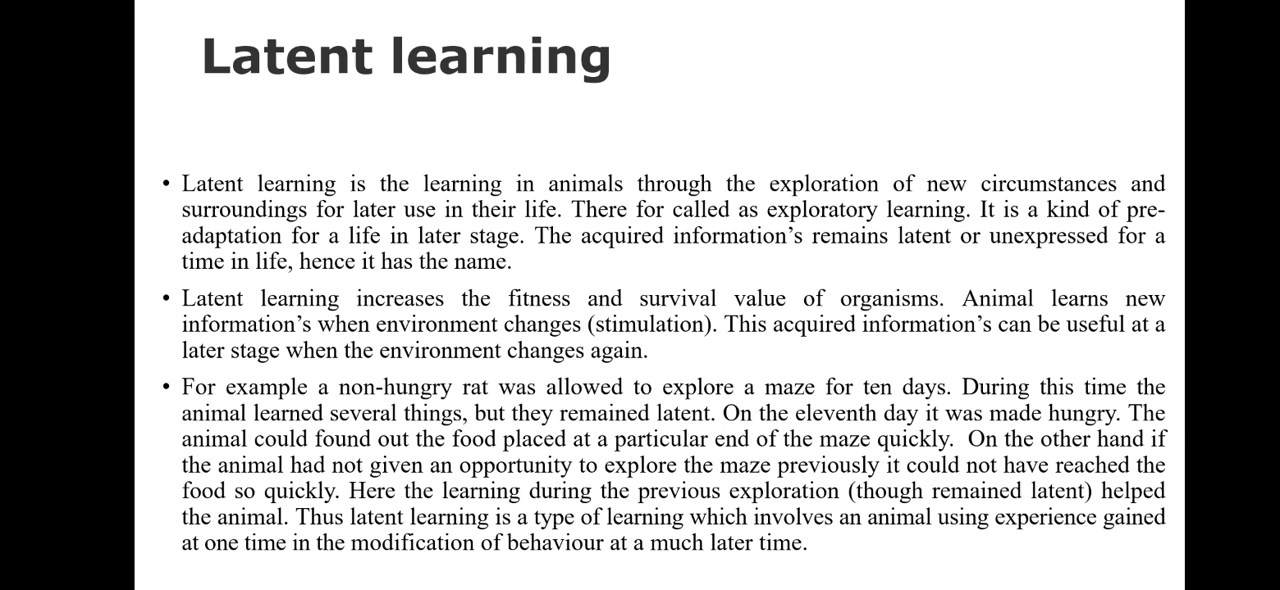 Latent learning
• Latent learning is the learning in animals through the exploration of new circumstances and
surroundings for later use in their life. There for called as exploratory learning. It is a kind of pre-
adaptation for a life in later stage. The acquired information’s remains latent or unexpressed for a
time in life, hence it has the name.
• Latent learning increases the fitness and survival value of organisms. Animal learns new
information’s when environment changes (stimulation). This acquired information’s can be useful at a
later stage when the environment changes again.
• For example a non-hungry rat was allowed to explore a maze for ten days. During this time the
animal learned several things, but they remained latent. On the eleventh day it was made hungry. The
animal could found out the food placed at a particular end of the maze quickly. On the other hand if
the animal had not given an opportunity to explore the maze previously it could not have reached the
food so quickly. Here the learning during the previous exploration (though remained latent) helped
the animal. Thus latent learning is a type of learning which involves an animal using experience gained
at one time in the modification of behaviour at a much later time.